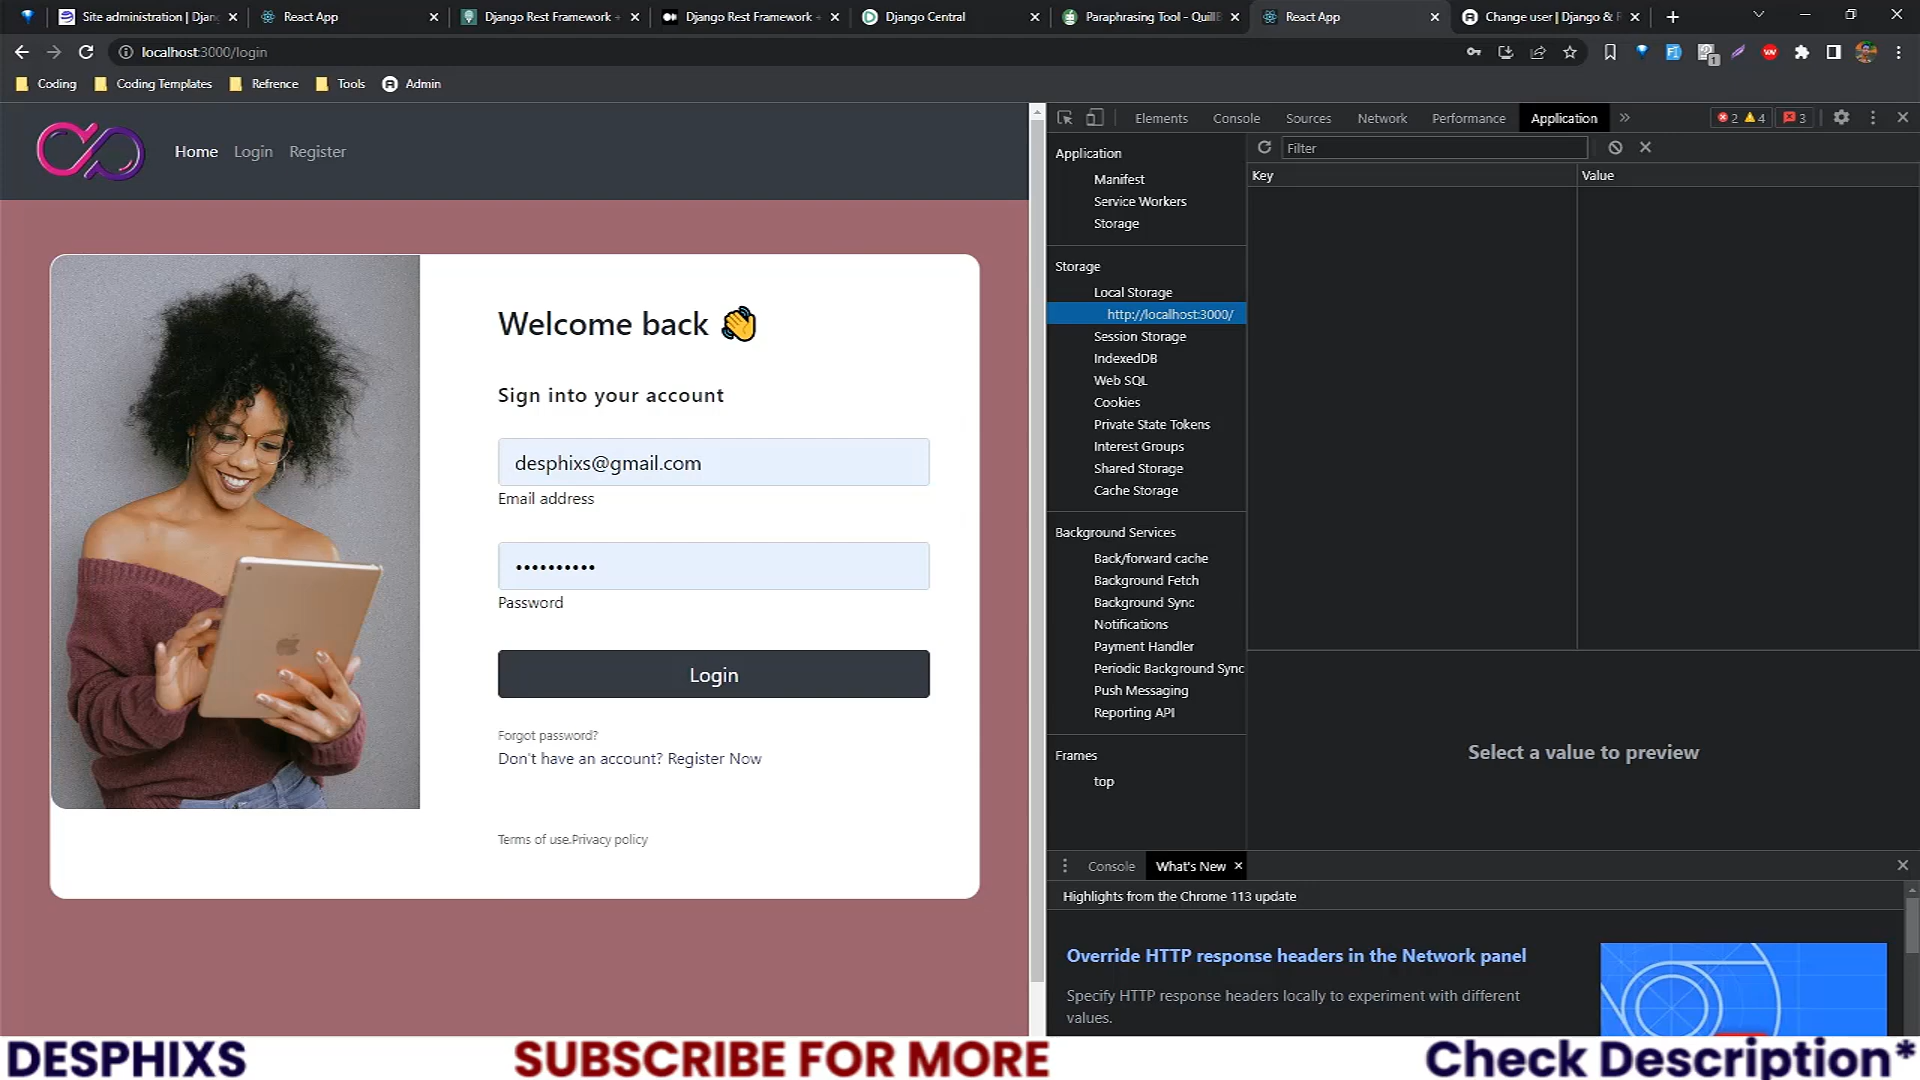 Site administration | Djan
React App
Django Rest Framework +
Django Rest Framework +
Django Central
Paraphrasing Tool - QuillB
React App
Change user | Django & R
localhost:3000/login
Coding
Coding Templates
Refrence
Tools
Admin
Home
Login
Register
Welcome back 👋
Sign into your account
desphixs@gmail.com
Email address
••••••••••
Password
Login
Forgot password?
Don't have an account? Register Now
Terms of use.Privacy policy
Elements
Console
Sources
Network
Performance
Application
2
4
3
Application
Manifest
Service Workers
Storage
Storage
Local Storage
http://localhost:3000/
Session Storage
IndexedDB
Web SQL
Cookies
Private State Tokens
Interest Groups
Shared Storage
Cache Storage
Background Services
Back/forward cache
Background Fetch
Background Sync
Notifications
Payment Handler
Periodic Background Sync
Push Messaging
Reporting API
Frames
top
Filter
Key
Value
Select a value to preview
Console
What's New
Highlights from the Chrome 113 update
Override HTTP response headers in the Network panel
Specify HTTP response headers locally to experiment with different
values.
DESPHIXS
SUBSCRIBE FOR MORE
Check Description*